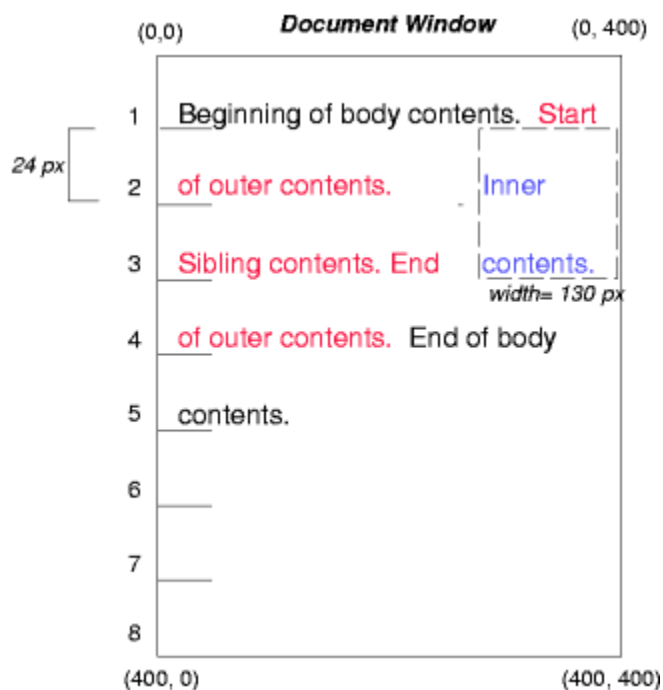 Document Window
(0,0) (0, 400)
1 Beginning of body contents. Start
24 px
2 of outer contents. Inner
3 Sibling contents. End contents.
width= 130 px
4 of outer contents. End of body
5 contents.
6
7
8
(400, 0) (400, 400)